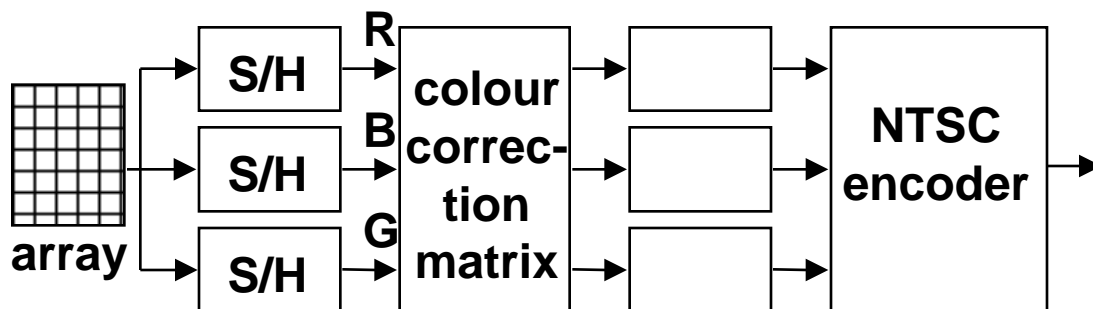 array
S/H
S/H
S/H
R
B
G
colour
correc-
tion
matrix
NTSC
encoder